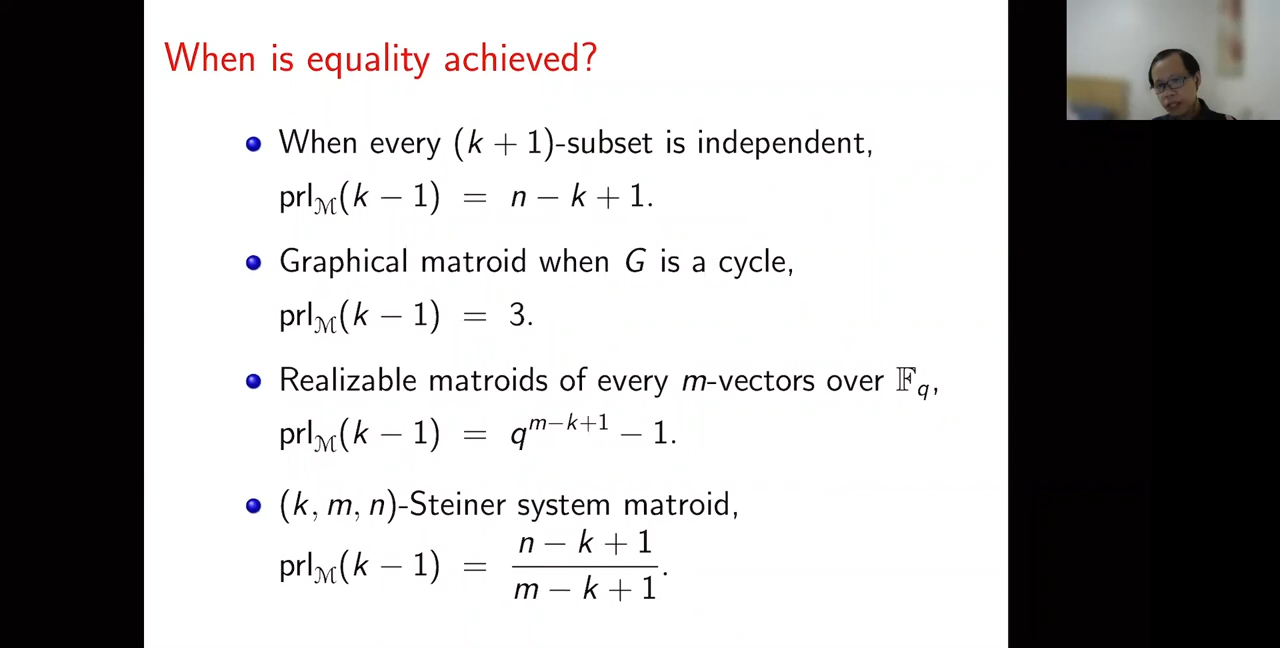 When is equality achieved?
When every (k + 1)-subset is independent,
prl_ℳ(k − 1) = n − k + 1.
Graphical matroid when G is a cycle,
prl_ℳ(k − 1) = 3.
Realizable matroids of every m-vectors over 𝔽_q,
prl_ℳ(k − 1) = q^{m−k+1} − 1.
(k, m, n)-Steiner system matroid,
prl_ℳ(k − 1) = \frac{n − k + 1}{m − k + 1}.